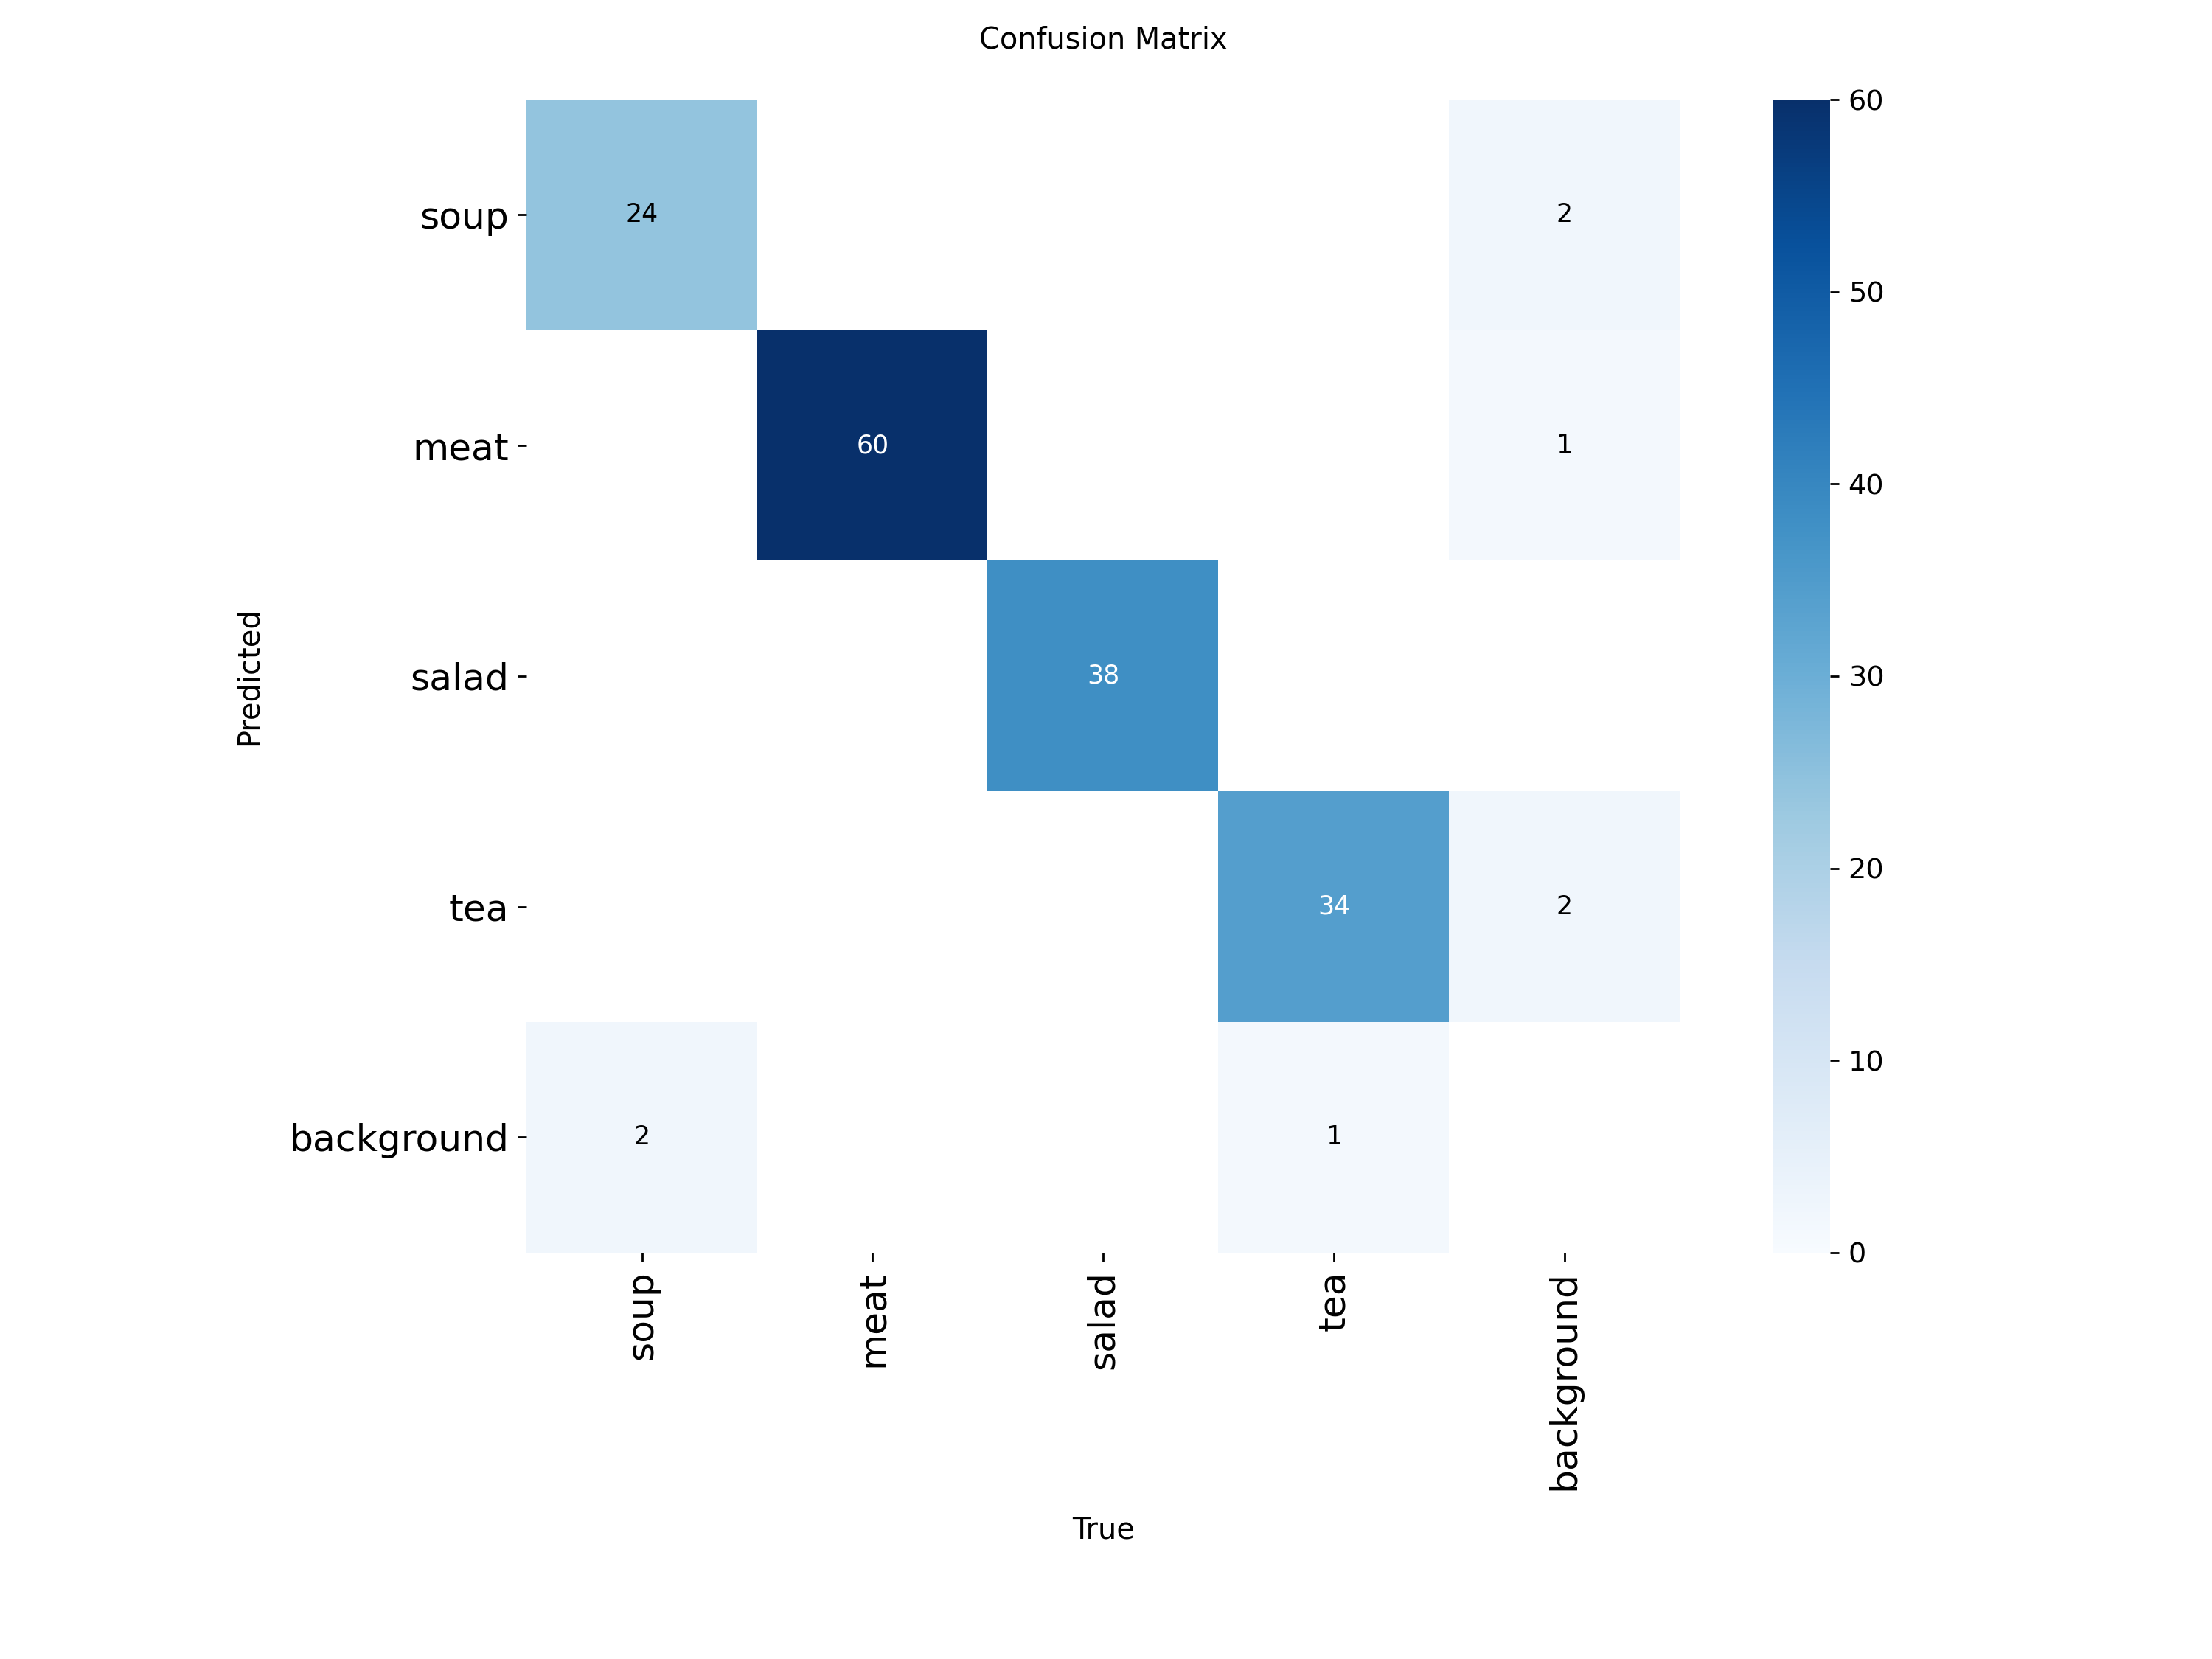 Confusion Matrix
soup
24
2
meat
60
1
salad
38
tea
34
2
background
2
1
soup
meat
salad
tea
background
Predicted
True
60
50
40
30
20
10
0